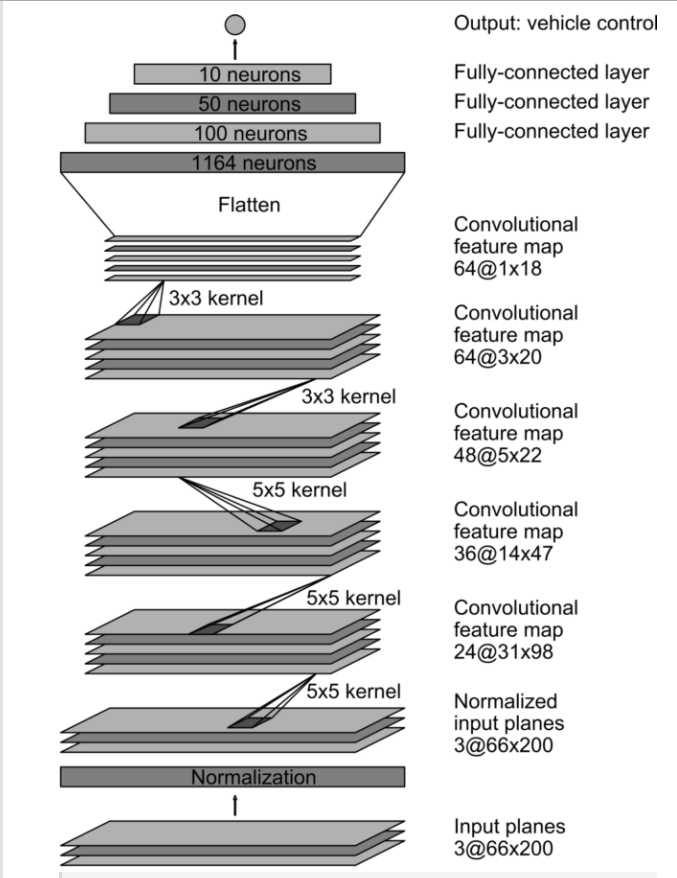 Output: vehicle control
10 neurons
Fully-connected layer
50 neurons
Fully-connected layer
100 neurons
Fully-connected layer
1164 neurons
Flatten
Convolutional
feature map
64@1x18
3x3 kernel
Convolutional
feature map
64@3x20
3x3 kernel
Convolutional
feature map
48@5x22
5x5 kernel
Convolutional
feature map
36@14x47
5x5 kernel
Convolutional
feature map
24@31x98
5x5 kernel
Normalized
input planes
3@66x200
Normalization
Input planes
3@66x200